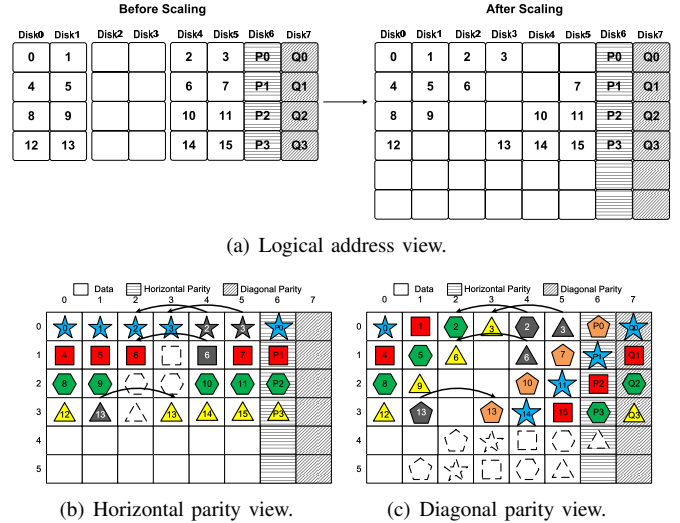 Before Scaling
Disk0 Disk1 Disk2 Disk3 Disk4 Disk5 Disk6 Disk7
0 1 2 3 P0 Q0
4 5 6 7 P1 Q1
8 9 10 11 P2 Q2
12 13 14 15 P3 Q3
After Scaling
Disk0 Disk1 Disk2 Disk3 Disk4 Disk5 Disk6 Disk7
0 1 2 3 P0 Q0
4 5 6 7 P1 Q1
8 9 10 11 P2 Q2
12 13 14 15 P3 Q3
(a) Logical address view.
Data Horizontal Parity Diagonal Parity
0 1 2 3 4 5 6 7
0 0 1 2 3 2 3 P0
1 4 5 6 6 7 P1
2 8 9 10 11 P2
3 12 13 13 14 15 P3
4
5
(b) Horizontal parity view.
Data Horizontal Parity Diagonal Parity
0 1 2 3 4 5 6 7
0 0 1 2 3 2 3 P0 Q0
1 4 5 6 6 7 P1 Q1
2 8 9 10 11 P2 Q2
3 12 13 13 14 15 P3 Q3
4
5
(c) Diagonal parity view.